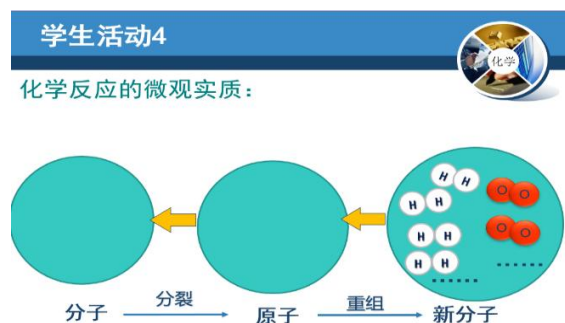 学生活动4
化学
化学反应的微观实质：
H H
H H O O
H H O O
H H
分裂 重组
分子 原子 新分子